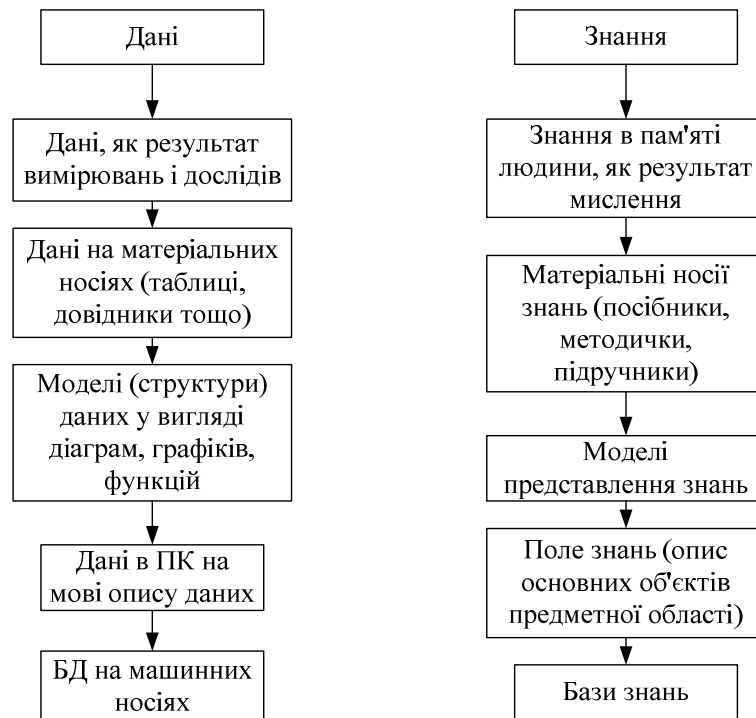 Дані
Дані, як результат
вимірювань і дослідів
Дані на матеріальних
носіях (таблиці,
довідники тощо)
Моделі (структури)
даних у вигляді
діаграм, графіків,
функцій
Дані в ПК на
мові опису даних
БД на машинних
носіях
Знання
Знання в пам'яті
людини, як результат
мислення
Матеріальні носії
знань (посібники,
методички,
підручники)
Моделі
представлення знань
Поле знань (опис
основних об'єктів
предметної області)
Бази знань